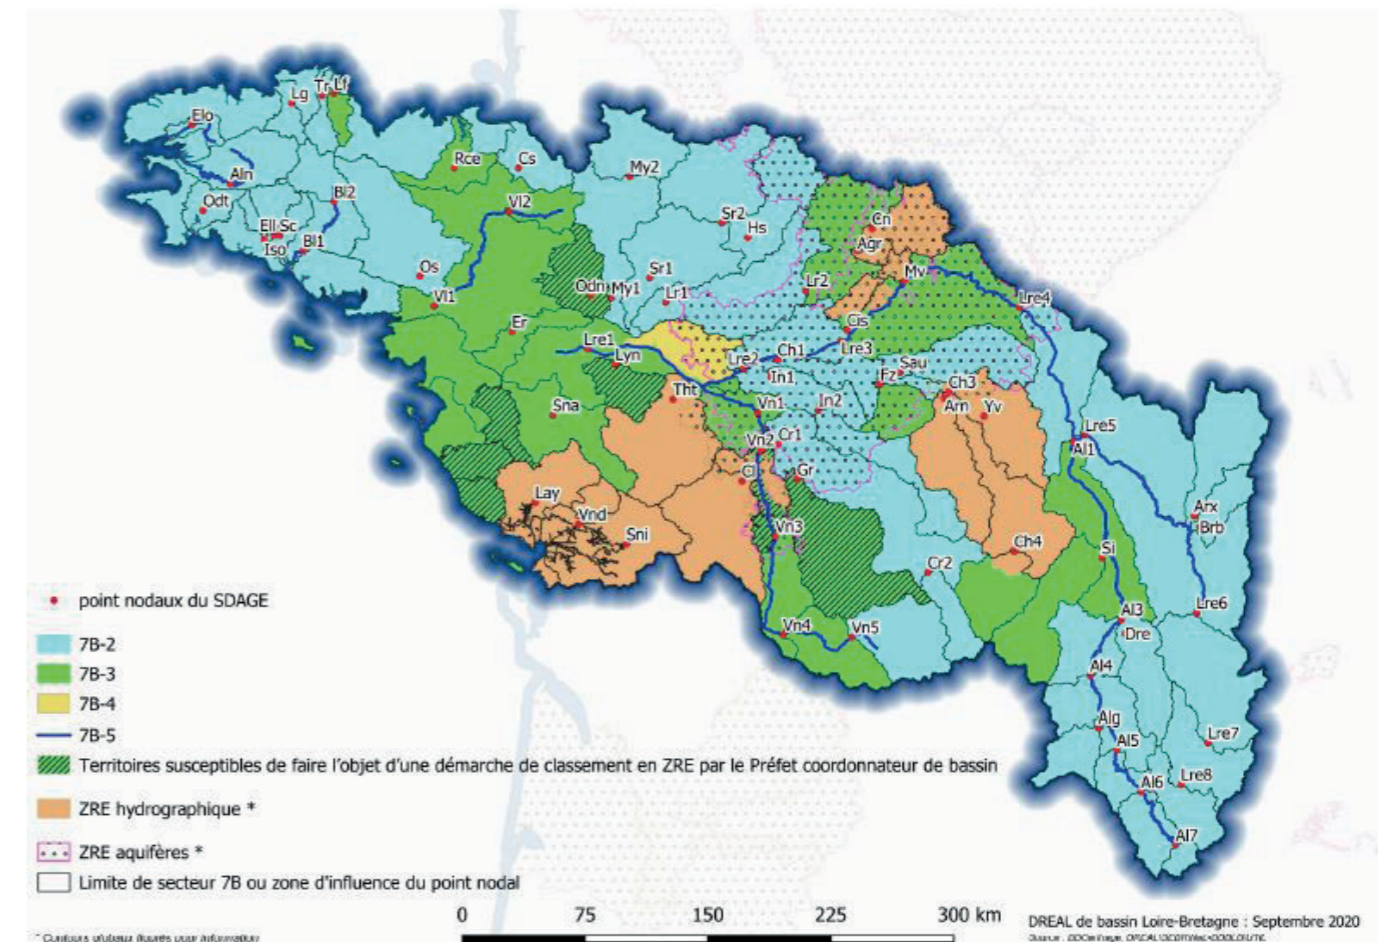 Lg Tr Lf
Elo
Rce Cs
My2
Aln
Bl2
Odt
Vl2
Cn
Sr2
Ell Sc
Hs
Agr
Iso Bl1
Os
Sr1
Mv
Odn My1 Lr1
Lr2
Vl1
Lre4
Er
Cis
Lre1
Lyn
Lre2 Ch1 Lre3
In1
Fz Sau
Ch3
Tht
Sna
Vn1 In2
Arn Yv
Vn2 Cr1
Lre5
Al1
Cl Gr
Lay
Vnd
Arx
Brb
Sni
Vn3
Ch4 Si
Cr2
Lre6
Al3
Dre
Vn4 Vn5
Al4
Alg
Al5
Lre7
Al6 Lre8
Al7
point nodaux du SDAGE
7B-2
7B-3
7B-4
7B-5
Territoires susceptibles de faire l'objet d'une démarche de classement en ZRE par le Préfet coordonnateur de bassin
ZRE hydrographique *
ZRE aquifères *
Limite de secteur 7B ou zone d'influence du point nodal
0 75 150 225 300 km
DREAL de bassin Loire-Bretagne : Septembre 2020
* Contours globaux figurés pour information